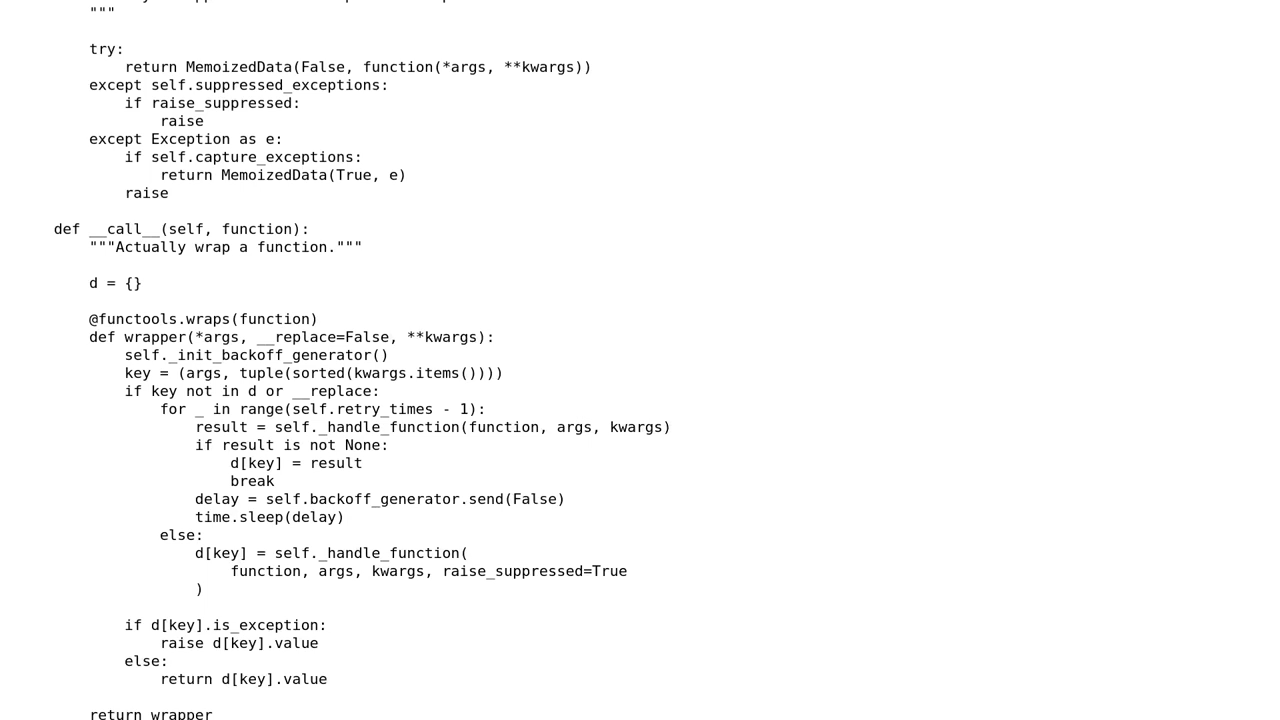 """

        try:
            return MemoizedData(False, function(*args, **kwargs))
        except self.suppressed_exceptions:
            if raise_suppressed:
                raise
        except Exception as e:
            if self.capture_exceptions:
                return MemoizedData(True, e)
            raise

    def __call__(self, function):
        """Actually wrap a function."""

        d = {}

        @functools.wraps(function)
        def wrapper(*args, __replace=False, **kwargs):
            self._init_backoff_generator()
            key = (args, tuple(sorted(kwargs.items())))
            if key not in d or __replace:
                for _ in range(self.retry_times - 1):
                    result = self._handle_function(function, args, kwargs)
                    if result is not None:
                        d[key] = result
                        break
                    delay = self.backoff_generator.send(False)
                    time.sleep(delay)
                else:
                    d[key] = self._handle_function(
                        function, args, kwargs, raise_suppressed=True
                    )

            if d[key].is_exception:
                raise d[key].value
            else:
                return d[key].value

        return wrapper